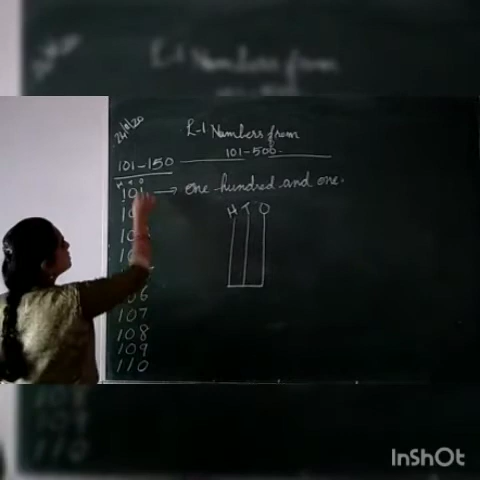 L-1 Numbers from
101-500
101-150
H T O
101 → one hundred and one.
H T O
106
107
108
109
110
InShOt